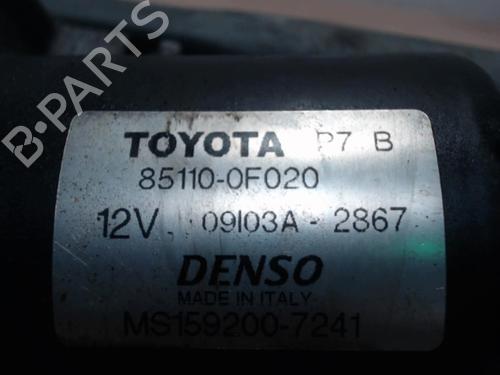 B-PARTS
TOYOTA P7 B
85110-0F020
12V 09I03A-2867
DENSO
MADE IN ITALY
MS159200-7241